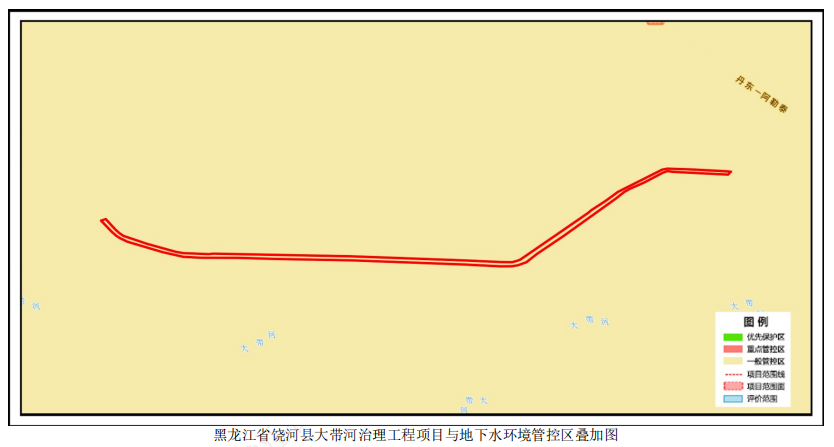 丹东－阿勒泰
大带河
大带河
大带
带大
图例
优先保护区
重点管控区
一般管控区
项目范围线
项目范围面
评价范围
黑龙江省饶河县大带河治理工程项目与地下水环境管控区叠加图